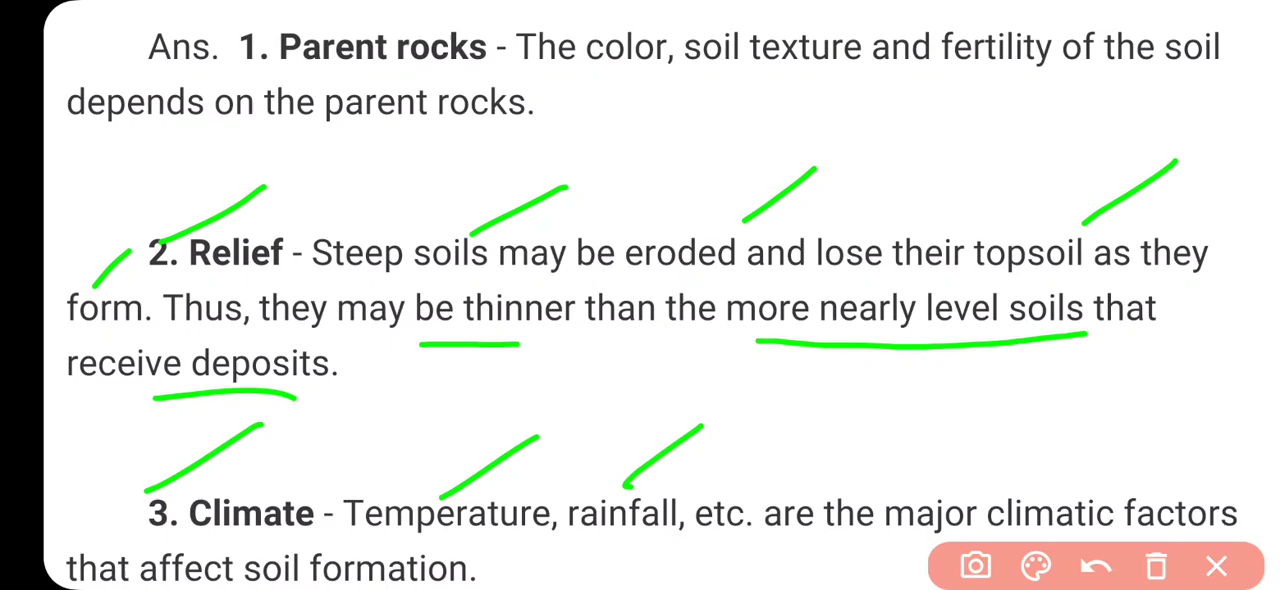 Ans. 1. Parent rocks - The color, soil texture and fertility of the soil
depends on the parent rocks.
2. Relief - Steep soils may be eroded and lose their topsoil as they
form. Thus, they may be thinner than the more nearly level soils that
receive deposits.
3. Climate - Temperature, rainfall, etc. are the major climatic factors
that affect soil formation.